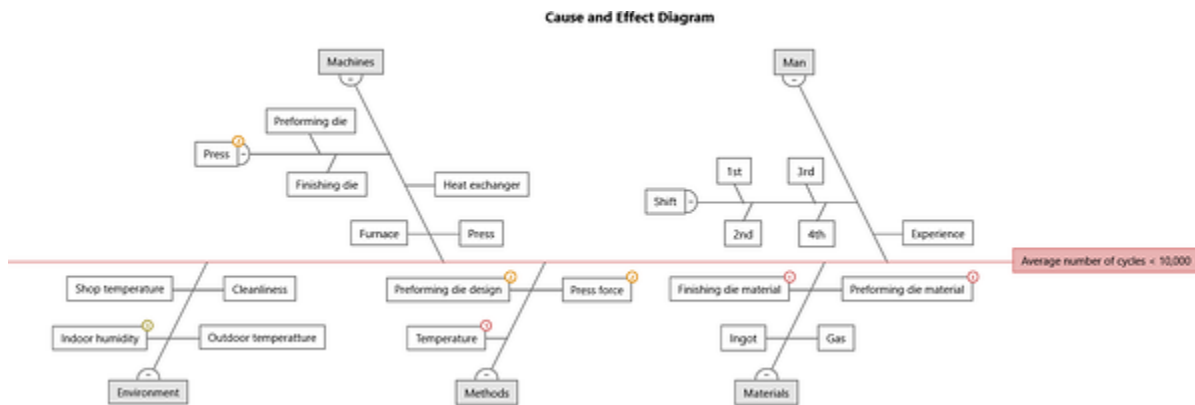 Cause and Effect Diagram
Machines
Man
Preforming die
Press
Finishing die
Heat exchanger
Furnace
Press
1st
3rd
Shift
2nd
4th
Experience
Average number of cycles < 10,000
Shop temperature
Cleanliness
Preforming die design
Press force
Finishing die material
Preforming die material
Indoor humidity
Outdoor temperatture
Temperature
Ingot
Gas
Environment
Methods
Materials